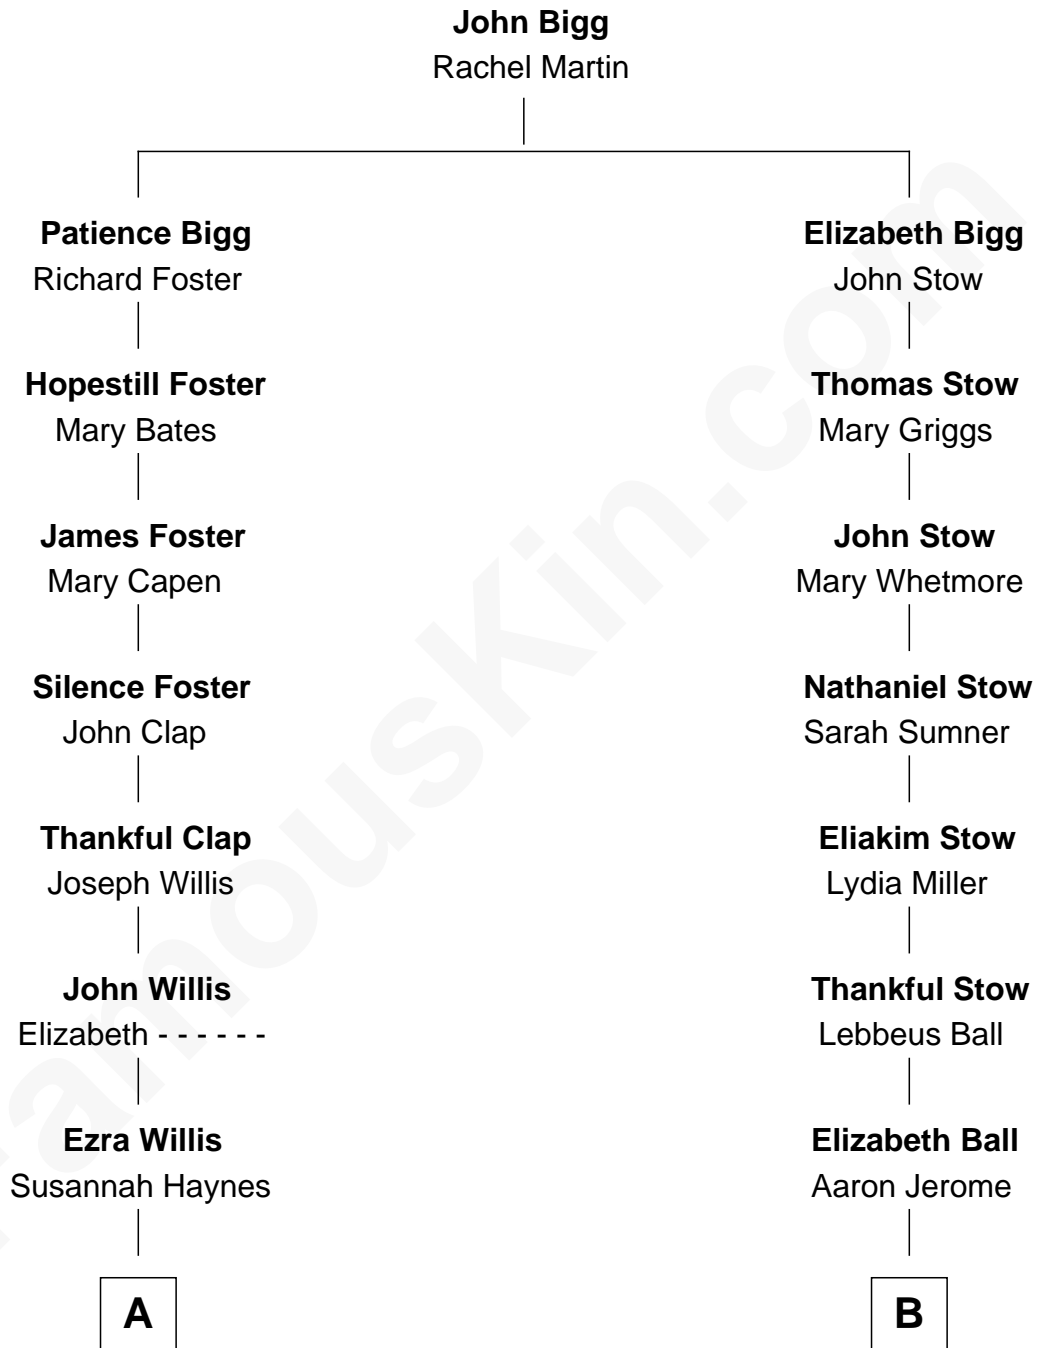 John Bigg
Rachel Martin
Patience Bigg
Richard Foster
Elizabeth Bigg
John Stow
Hopestill Foster
Mary Bates
Thomas Stow
Mary Griggs
James Foster
Mary Capen
John Stow
Mary Whetmore
Silence Foster
John Clap
Nathaniel Stow
Sarah Sumner
Thankful Clap
Joseph Willis
Eliakim Stow
Lydia Miller
John Willis
Elizabeth - - - - - -
Thankful Stow
Lebbeus Ball
Ezra Willis
Susannah Haynes
Elizabeth Ball
Aaron Jerome
A
B
FamousKin.com